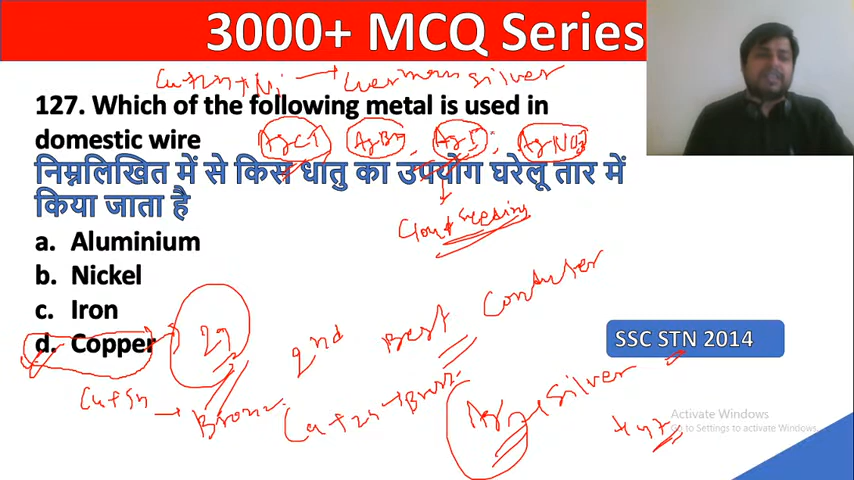 3000+ MCQ Series
Cu+Zn+Ni → German silver
127. Which of the following metal is used in
domestic wire
AgCl, AgBr, AgI, AgNO3
निम्नलिखित में से किस धातु का उपयोग घरेलू तार में
किया जाता है
Cloud seeding
a. Aluminium
b. Nickel
c. Iron
d. Copper
29
2nd Best Conductor
SSC STN 2014
Cu+Sn → Bronze
Cu+Zn →
Ag → Silver
Activate Windows
Go to Settings to activate Windows.